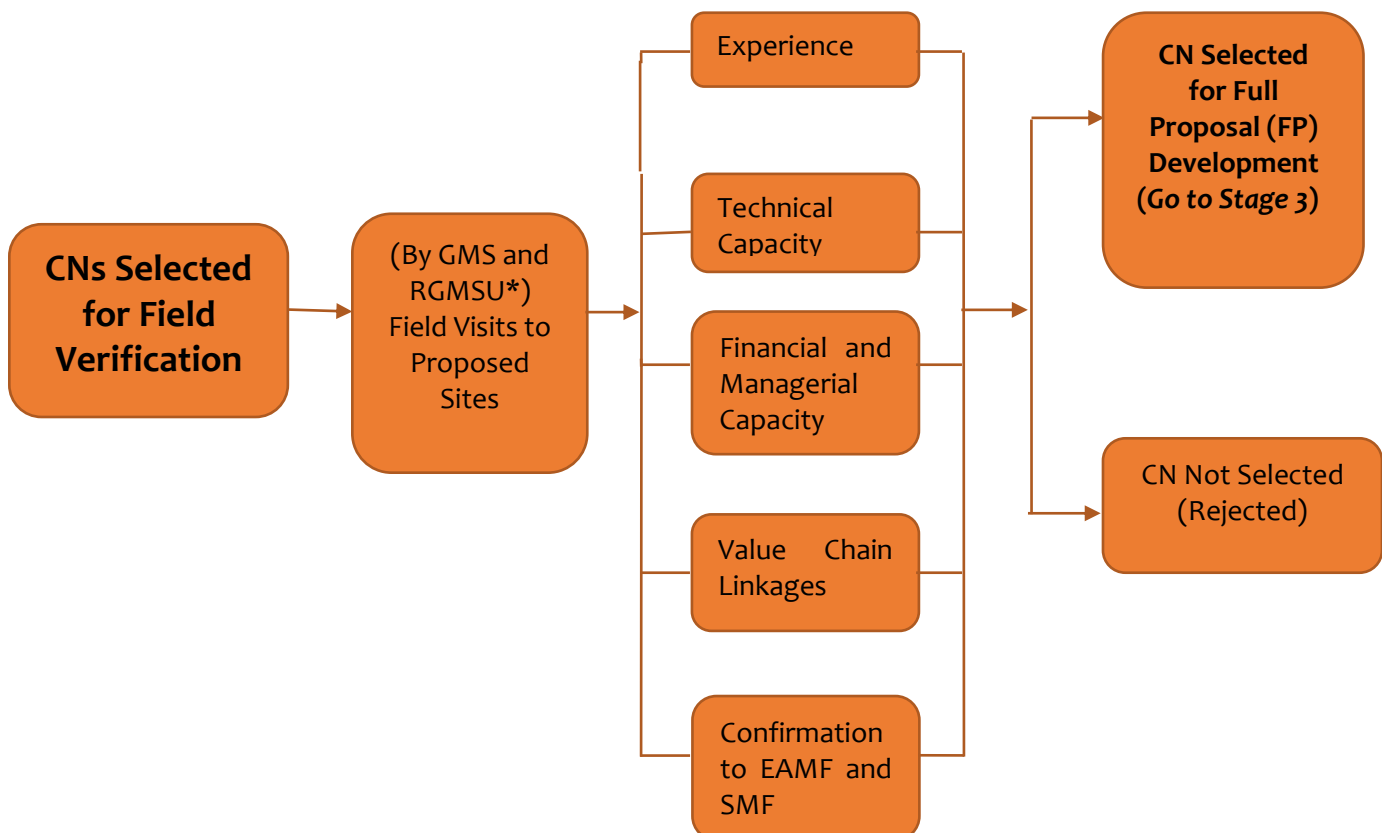 CNs Selected
for Field
Verification
(By GMS and
RGMSU*)
Field Visits to
Proposed
Sites
Experience
Technical
Capacity
Financial and
Managerial
Capacity
Value Chain
Linkages
Confirmation
to EAMF and
SMF
CN Selected
for Full
Proposal (FP)
Development
(Go to Stage 3)
CN Not Selected
(Rejected)